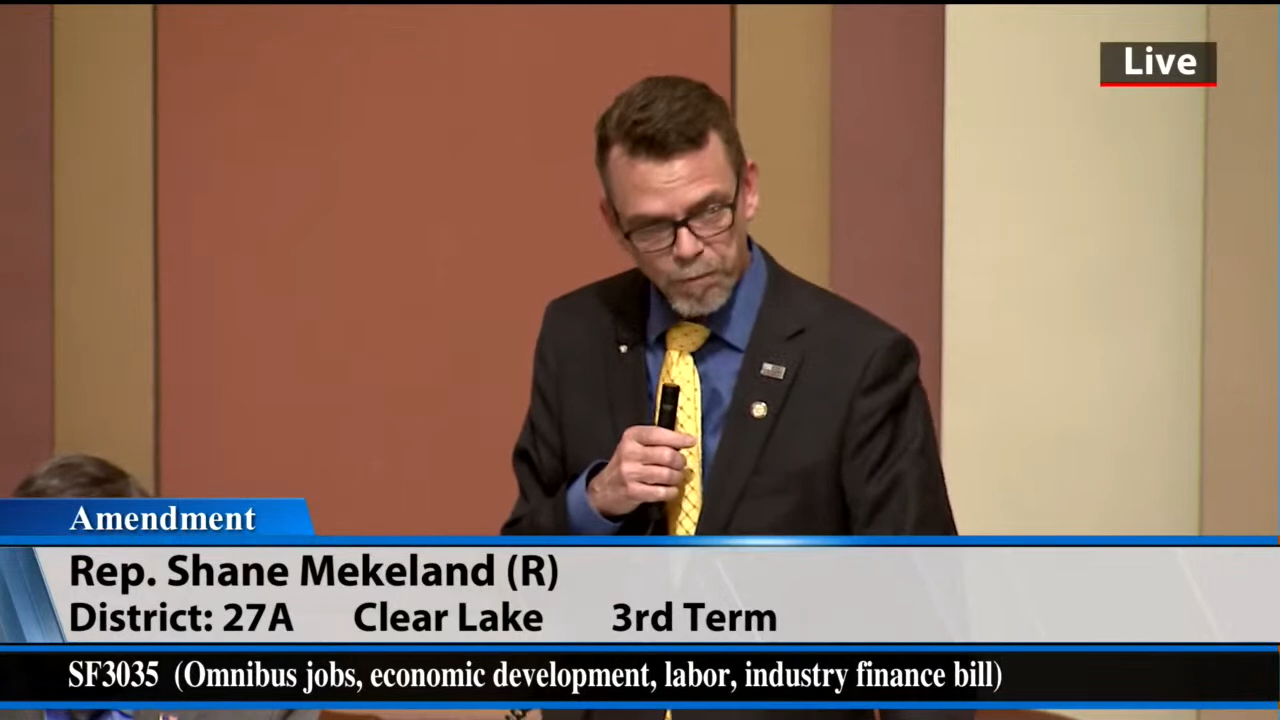 Live
Amendment
Rep. Shane Mekeland (R)
District: 27A Clear Lake 3rd Term
SF3035 (Omnibus jobs, economic development, labor, industry finance bill)